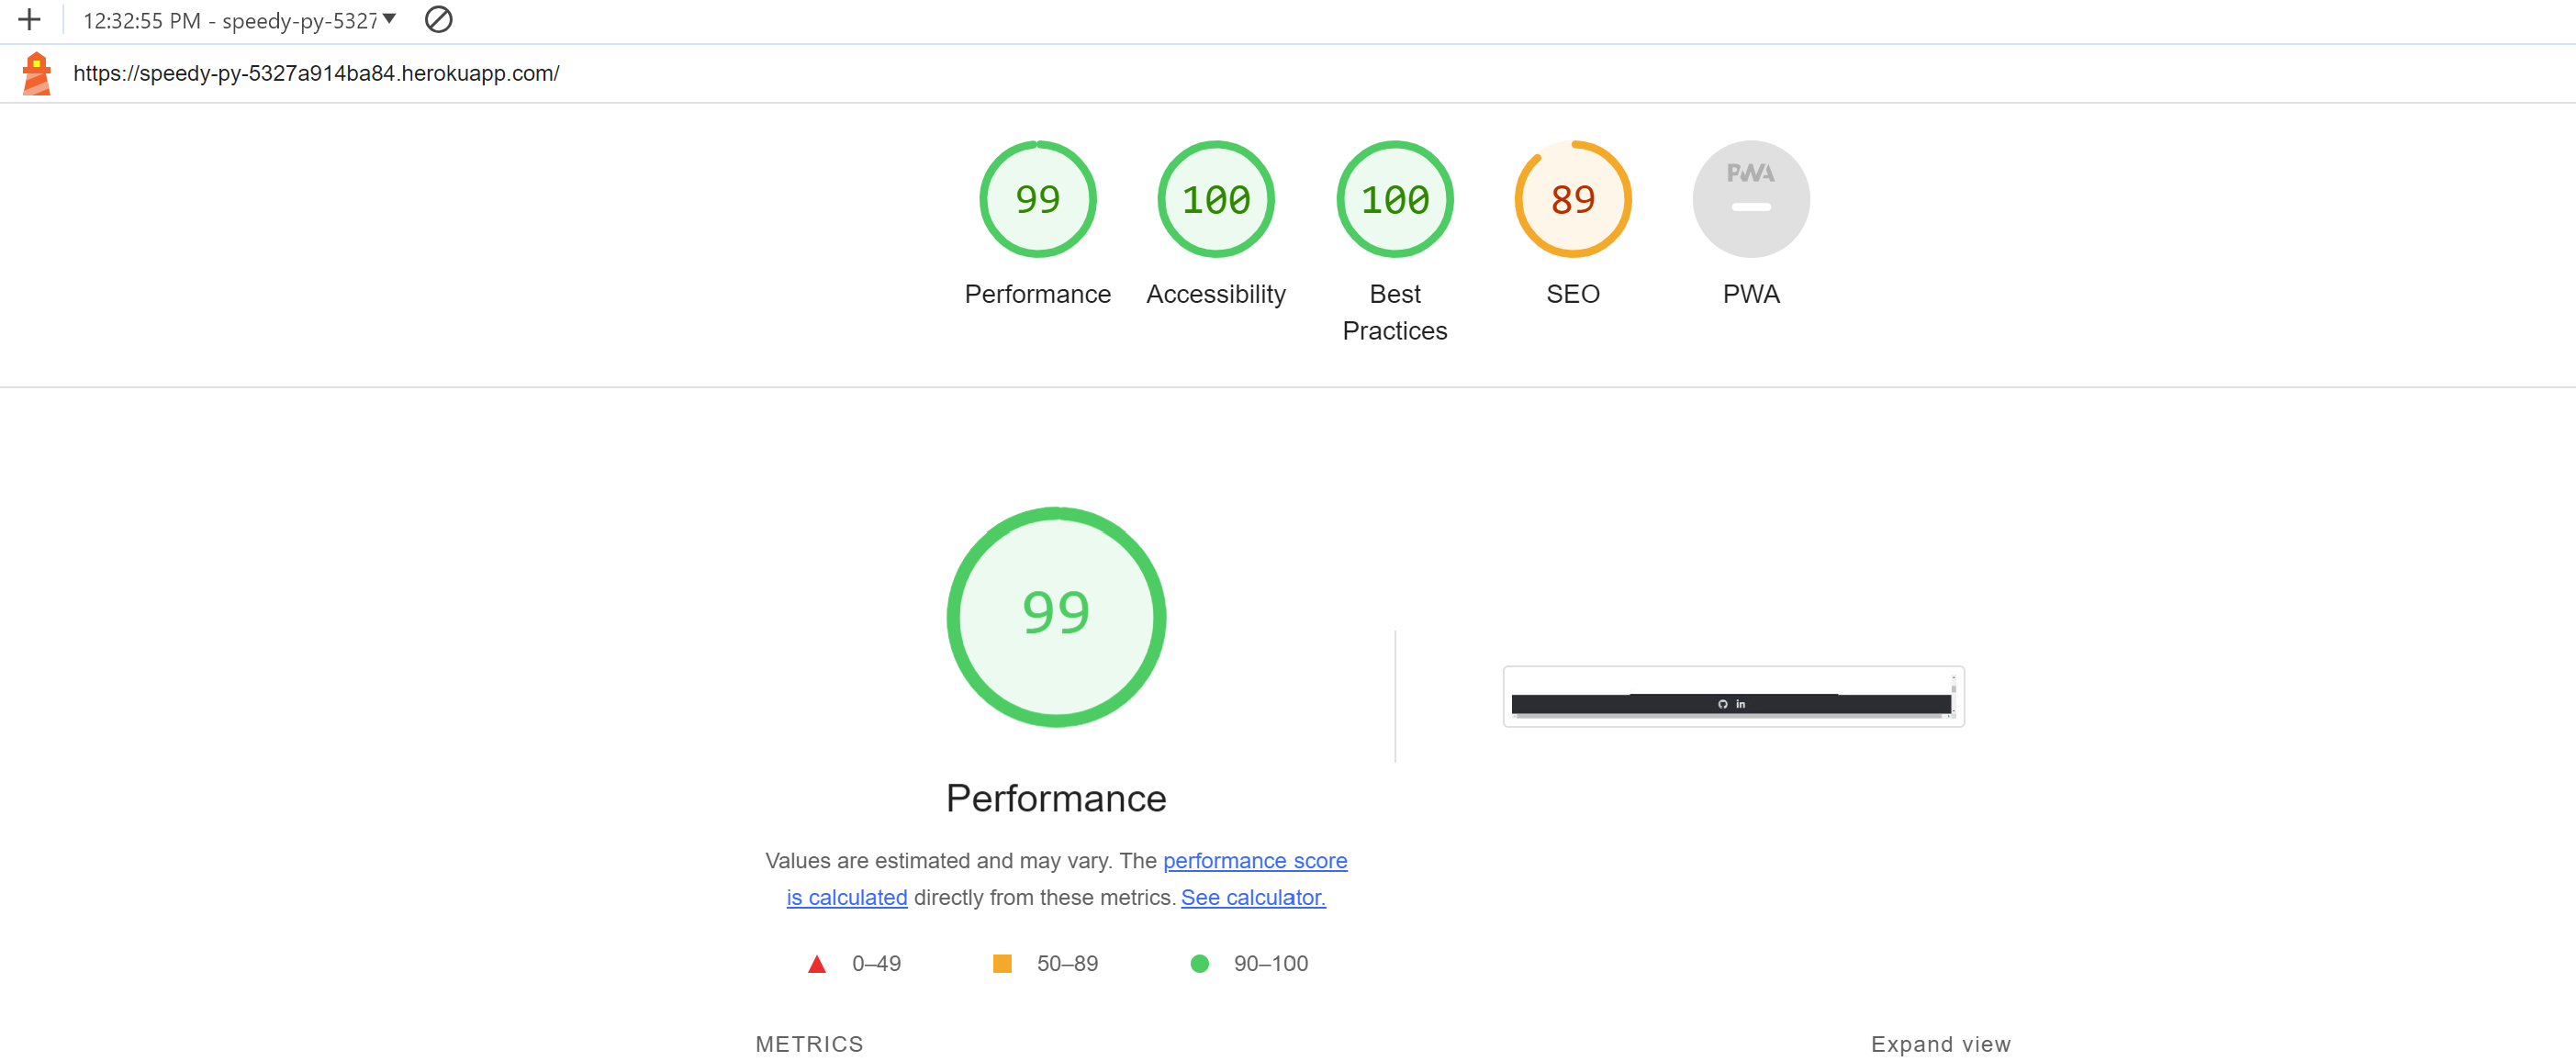 12:32:55 PM - speedy-py-5327
https://speedy-py-5327a914ba84.herokuapp.com/
99
100
100
89
PWA
Performance
Accessibility
Best
Practices
SEO
PWA
99
in
Performance
Values are estimated and may vary. The performance score
is calculated directly from these metrics. See calculator.
0–49
50–89
90–100
METRICS
Expand view